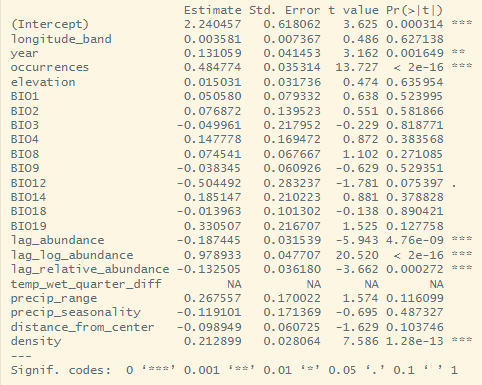 Estimate Std. Error t value Pr(>|t|)
(Intercept) 2.240457 0.618062 3.625 0.000314 ***
longitude_band 0.003581 0.007367 0.486 0.627138
year 0.131059 0.041453 3.162 0.001649 **
occurrences 0.484774 0.035314 13.727 < 2e-16 ***
elevation 0.015031 0.031736 0.474 0.635954
BIO1 0.050580 0.079332 0.638 0.523995
BIO2 0.076872 0.139523 0.551 0.581866
BIO3 -0.049961 0.217952 -0.229 0.818771
BIO4 0.147778 0.169472 0.872 0.383568
BIO8 0.074541 0.067667 1.102 0.271085
BIO9 -0.038345 0.060926 -0.629 0.529351
BIO12 -0.504492 0.283237 -1.781 0.075397 .
BIO14 0.185147 0.210223 0.881 0.378828
BIO18 -0.013963 0.101302 -0.138 0.890421
BIO19 0.330507 0.216707 1.525 0.127758
lag_abundance -0.187445 0.031539 -5.943 4.76e-09 ***
lag_log_abundance 0.978933 0.047707 20.520 < 2e-16 ***
lag_relative_abundance -0.132505 0.036180 -3.662 0.000272 ***
temp_wet_quarter_diff NA NA NA NA
precip_range 0.267557 0.170022 1.574 0.116099
precip_seasonality -0.119101 0.171369 -0.695 0.487327
distance_from_center -0.098949 0.060725 -1.629 0.103746
density 0.212899 0.028064 7.586 1.28e-13 ***
---
Signif. codes: 0 ‘***’ 0.001 ‘**’ 0.01 ‘*’ 0.05 ‘.’ 0.1 ‘ ’ 1